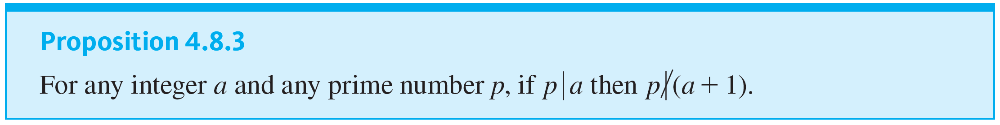 Proposition 4.8.3
For any integer a and any prime number p, if p|a then p∤(a + 1).